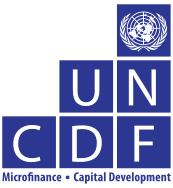 UN
CDF
Microfinance • Capital Development